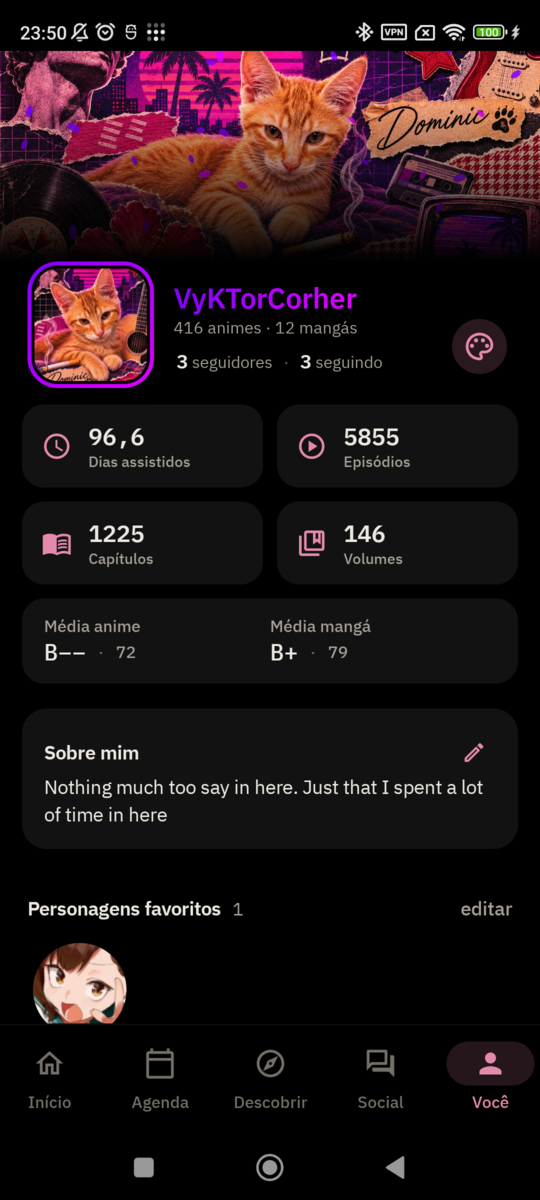 23:50
VPN
100
Dominic
VyKTorCorher
416 animes · 12 mangás
3 seguidores · 3 seguindo
Dominic
96,6
Dias assistidos
5855
Episódios
1225
Capítulos
146
Volumes
Média anime
B−− · 72
Média mangá
B+ · 79
Sobre mim
Nothing much too say in here. Just that I spent a lot
of time in here
Personagens favoritos 1
editar
Início
Agenda
Descobrir
Social
Você